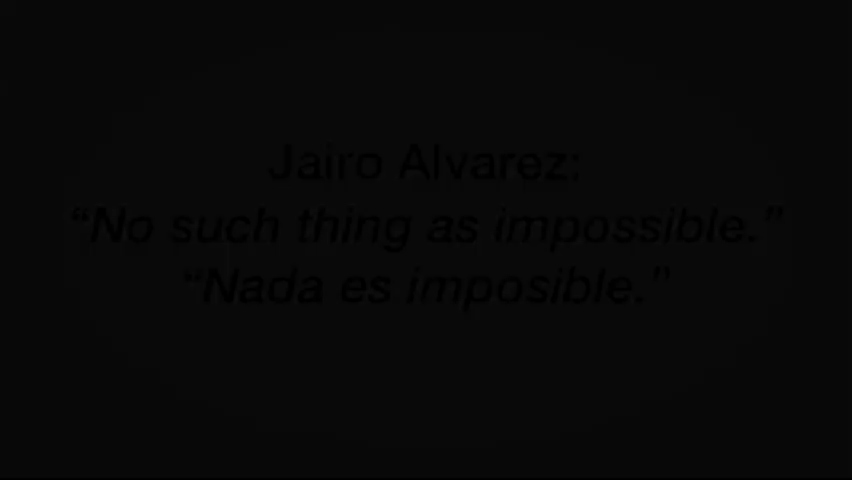 Jairo Alvarez:
“No such thing as impossible.”
“Nada es imposible.”